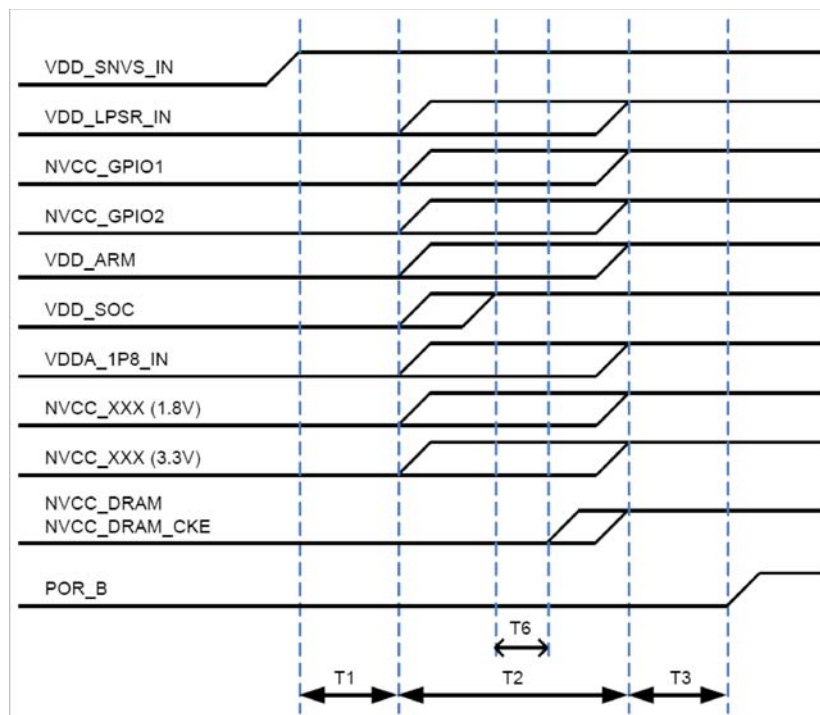 VDD_SNVS_IN
VDD_LPSR_IN
NVCC_GPIO1
NVCC_GPIO2
VDD_ARM
VDD_SOC
VDDA_1P8_IN
NVCC_XXX (1.8V)
NVCC_XXX (3.3V)
NVCC_DRAM
NVCC_DRAM_CKE
POR_B
T6
T1 T2 T3